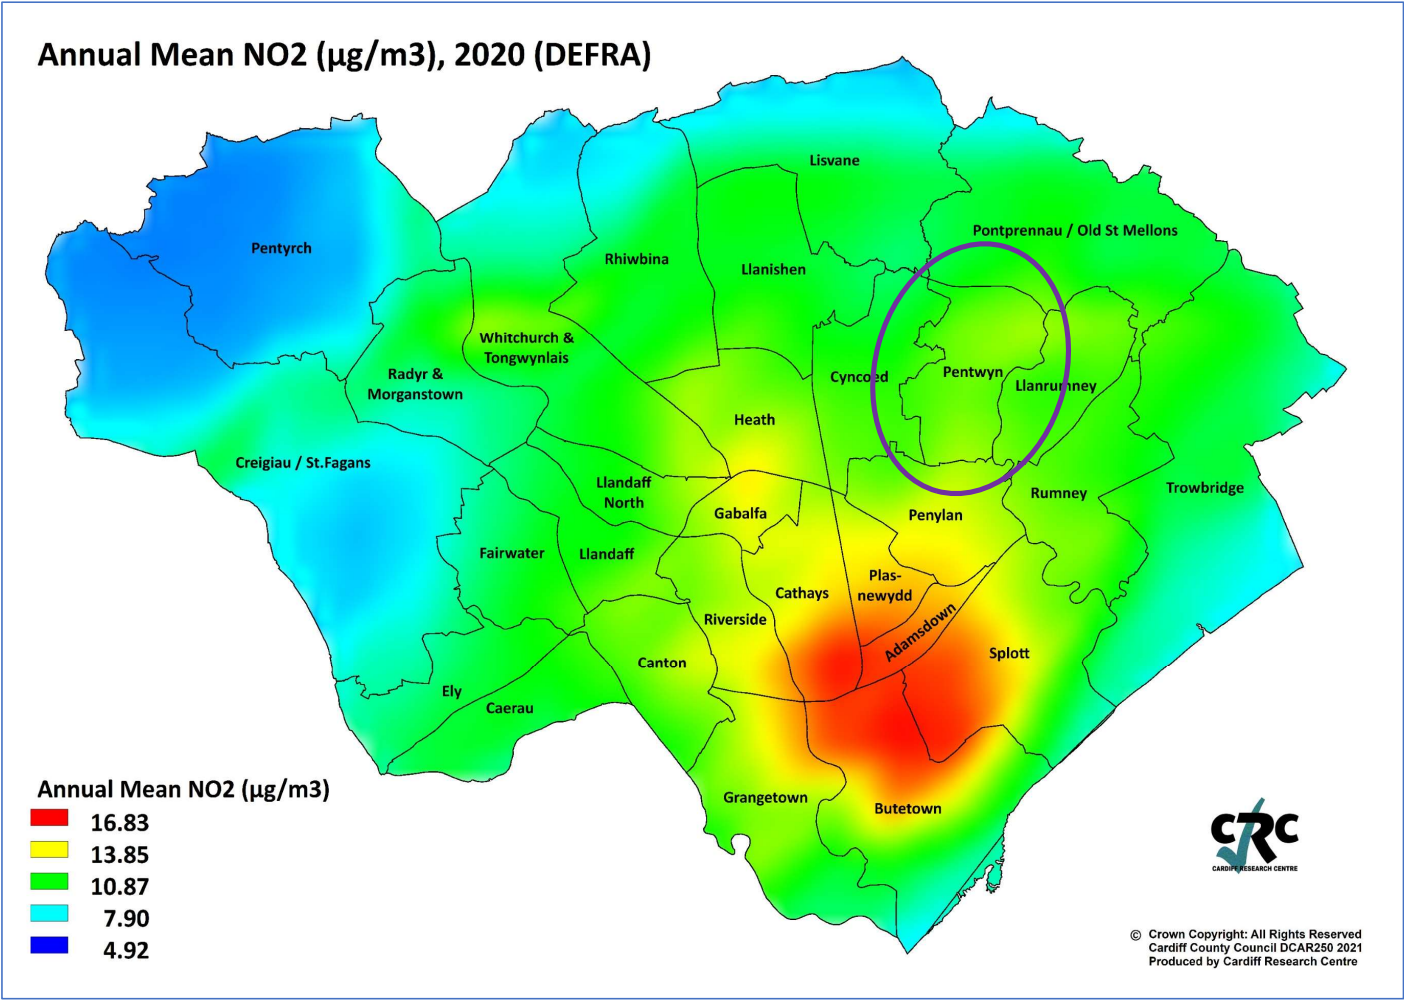 Annual Mean NO2 (µg/m3), 2020 (DEFRA)
Lisvane
Pontprennau / Old St Mellons
Pentyrch
Rhiwbina
Llanishen
Whitchurch &
Tongwynlais
Radyr &
Morganstown
Cyncoed
Pentwyn
Llanrumney
Heath
Creigiau / St.Fagans
Llandaff
North
Rumney
Trowbridge
Gabalfa
Penylan
Fairwater
Llandaff
Plas-
newydd
Cathays
Riverside
Adamsdown
Splott
Canton
Ely
Caerau
Grangetown
Butetown
Annual Mean NO2 (µg/m3)
16.83
13.85
10.87
7.90
4.92
CRC
CARDIFF RESEARCH CENTRE
© Crown Copyright: All Rights Reserved
Cardiff County Council DCAR250 2021
Produced by Cardiff Research Centre